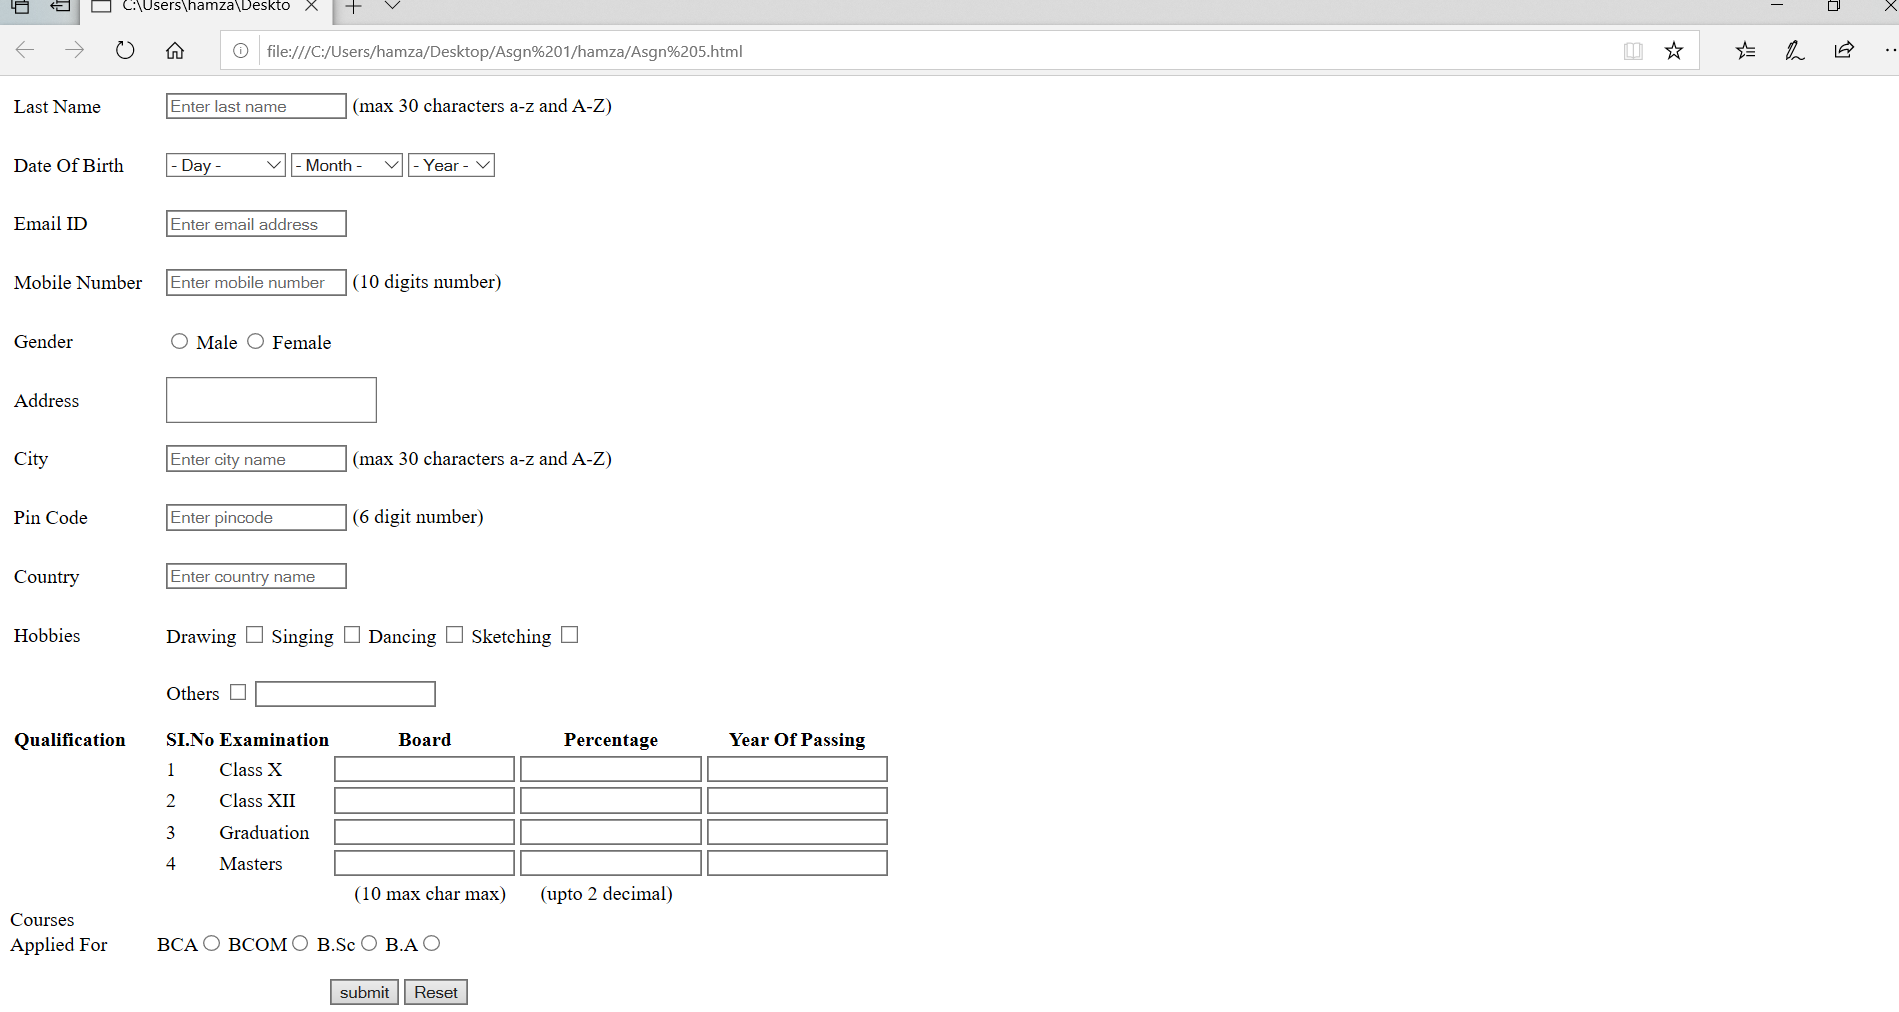 C:\Users\hamza\Deskto
file:///C:/Users/hamza/Desktop/Asgn%201/hamza/Asgn%205.html
Last Name Enter last name (max 30 characters a-z and A-Z)
Date Of Birth - Day - - Month - - Year -
Email ID Enter email address
Mobile Number Enter mobile number (10 digits number)
Gender Male Female
Address
City Enter city name (max 30 characters a-z and A-Z)
Pin Code Enter pincode (6 digit number)
Country Enter country name
Hobbies Drawing Singing Dancing Sketching
Others
Qualification SI.No Examination Board Percentage Year Of Passing
1 Class X
2 Class XII
3 Graduation
4 Masters
(10 max char max) (upto 2 decimal)
Courses
Applied For BCA BCOM B.Sc B.A
submit Reset